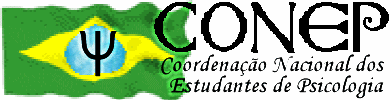 Ψ
CONEP
Coordenação Nacional dos
Estudantes de Psicologia